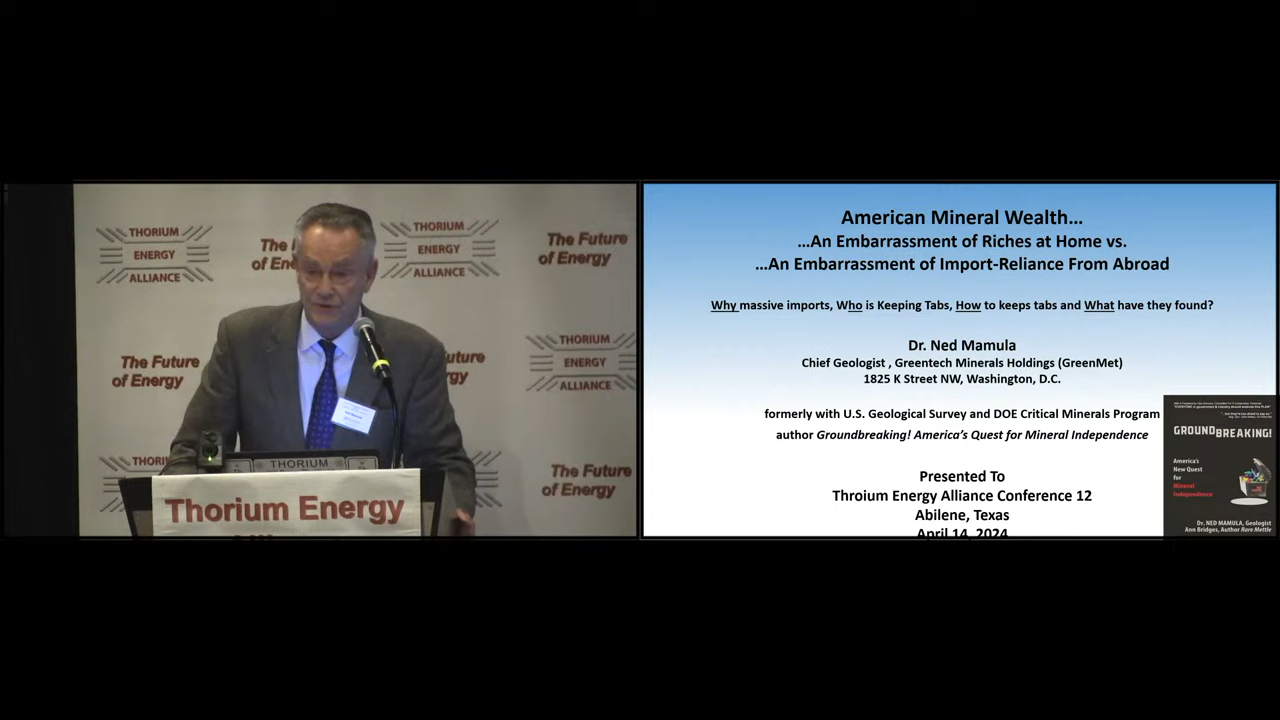 THORIUM
ENERGY
ALLIANCE
The
of Ene
THORIUM
ENERGY
ALLIANCE
The Future
of Energy
The Future
of Energy
uture
ergy
THORIUM
ENERGY
ALLIANCE
THORI
The Future
of Energy
THORIUM
Thorium Energy
American Mineral Wealth…
…An Embarrassment of Riches at Home vs.
…An Embarrassment of Import-Reliance From Abroad
Why massive imports, Who is Keeping Tabs, How to keeps tabs and What have they found?
Dr. Ned Mamula
Chief Geologist , Greentech Minerals Holdings (GreenMet)
1825 K Street NW, Washington, D.C.
formerly with U.S. Geological Survey and DOE Critical Minerals Program
author Groundbreaking! America's Quest for Mineral Independence
Presented To
Throium Energy Alliance Conference 12
Abilene, Texas
April 14, 2024
GROUNDBREAKING!
America's
New Quest
for
Mineral
Independence
Dr. NED MAMULA, Geologist
Ann Bridges, Author Rare Mettle